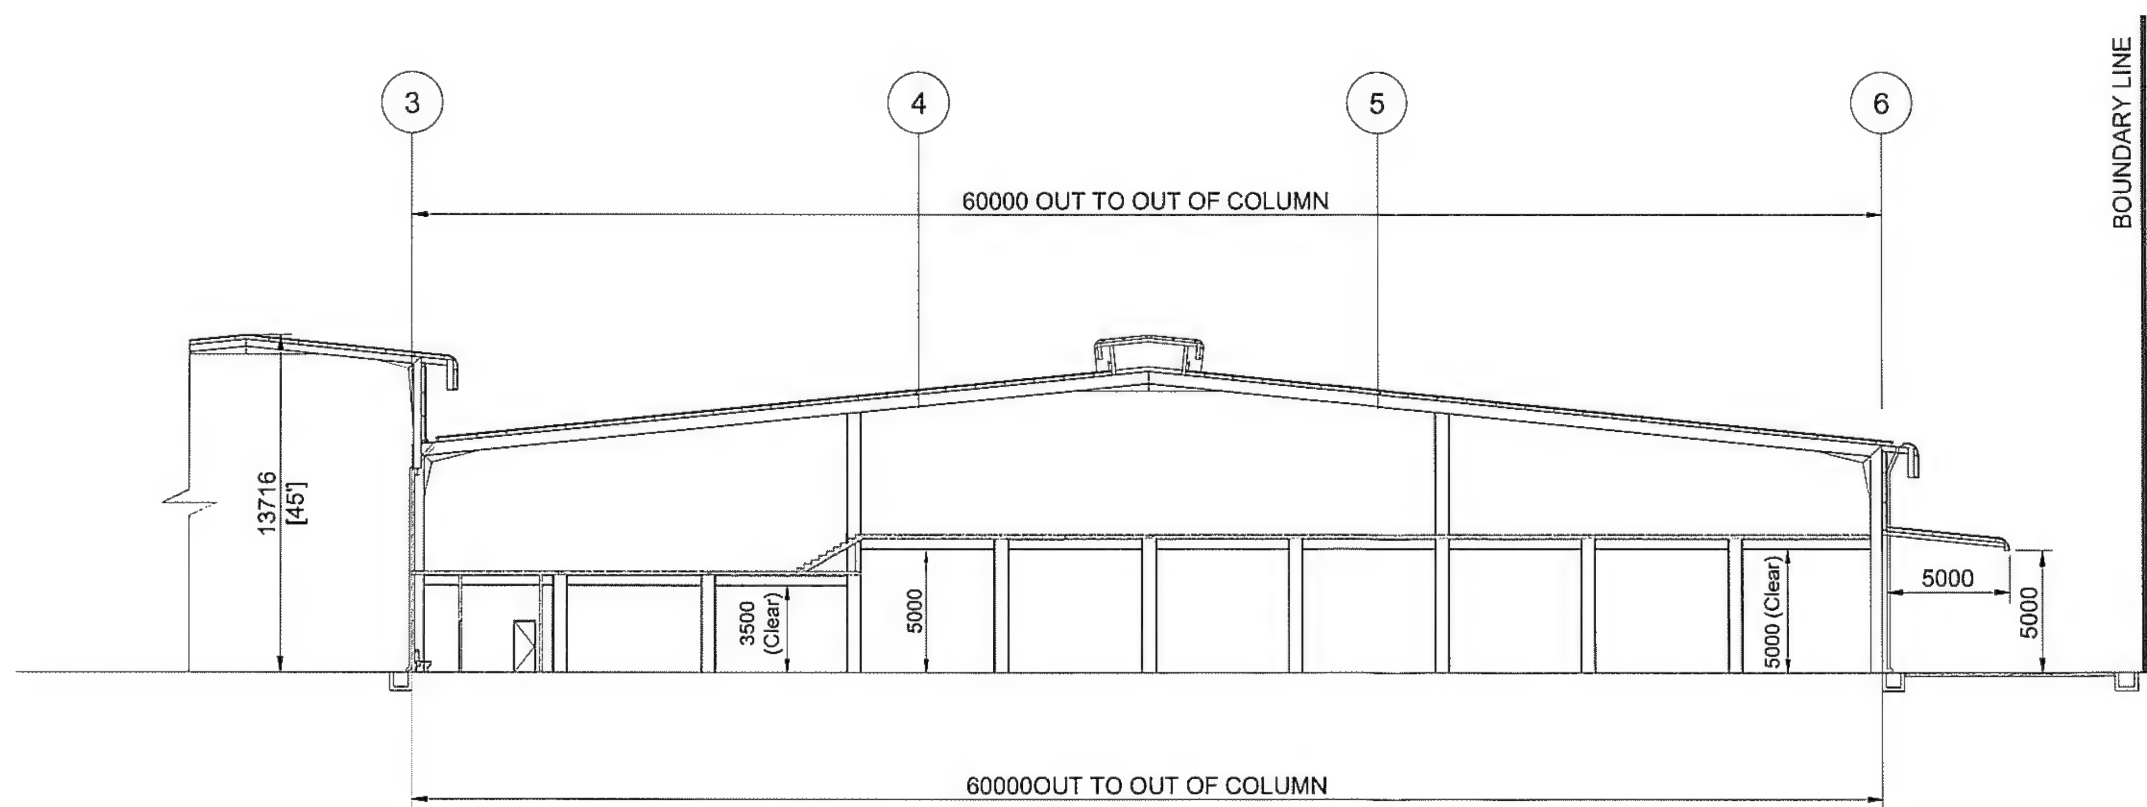 BOUNDARY LINE
3
4
5
6
60000 OUT TO OUT OF COLUMN
13716
[45']
3500
(Clear)
5000
5000 (Clear)
5000
5000
60000OUT TO OUT OF COLUMN